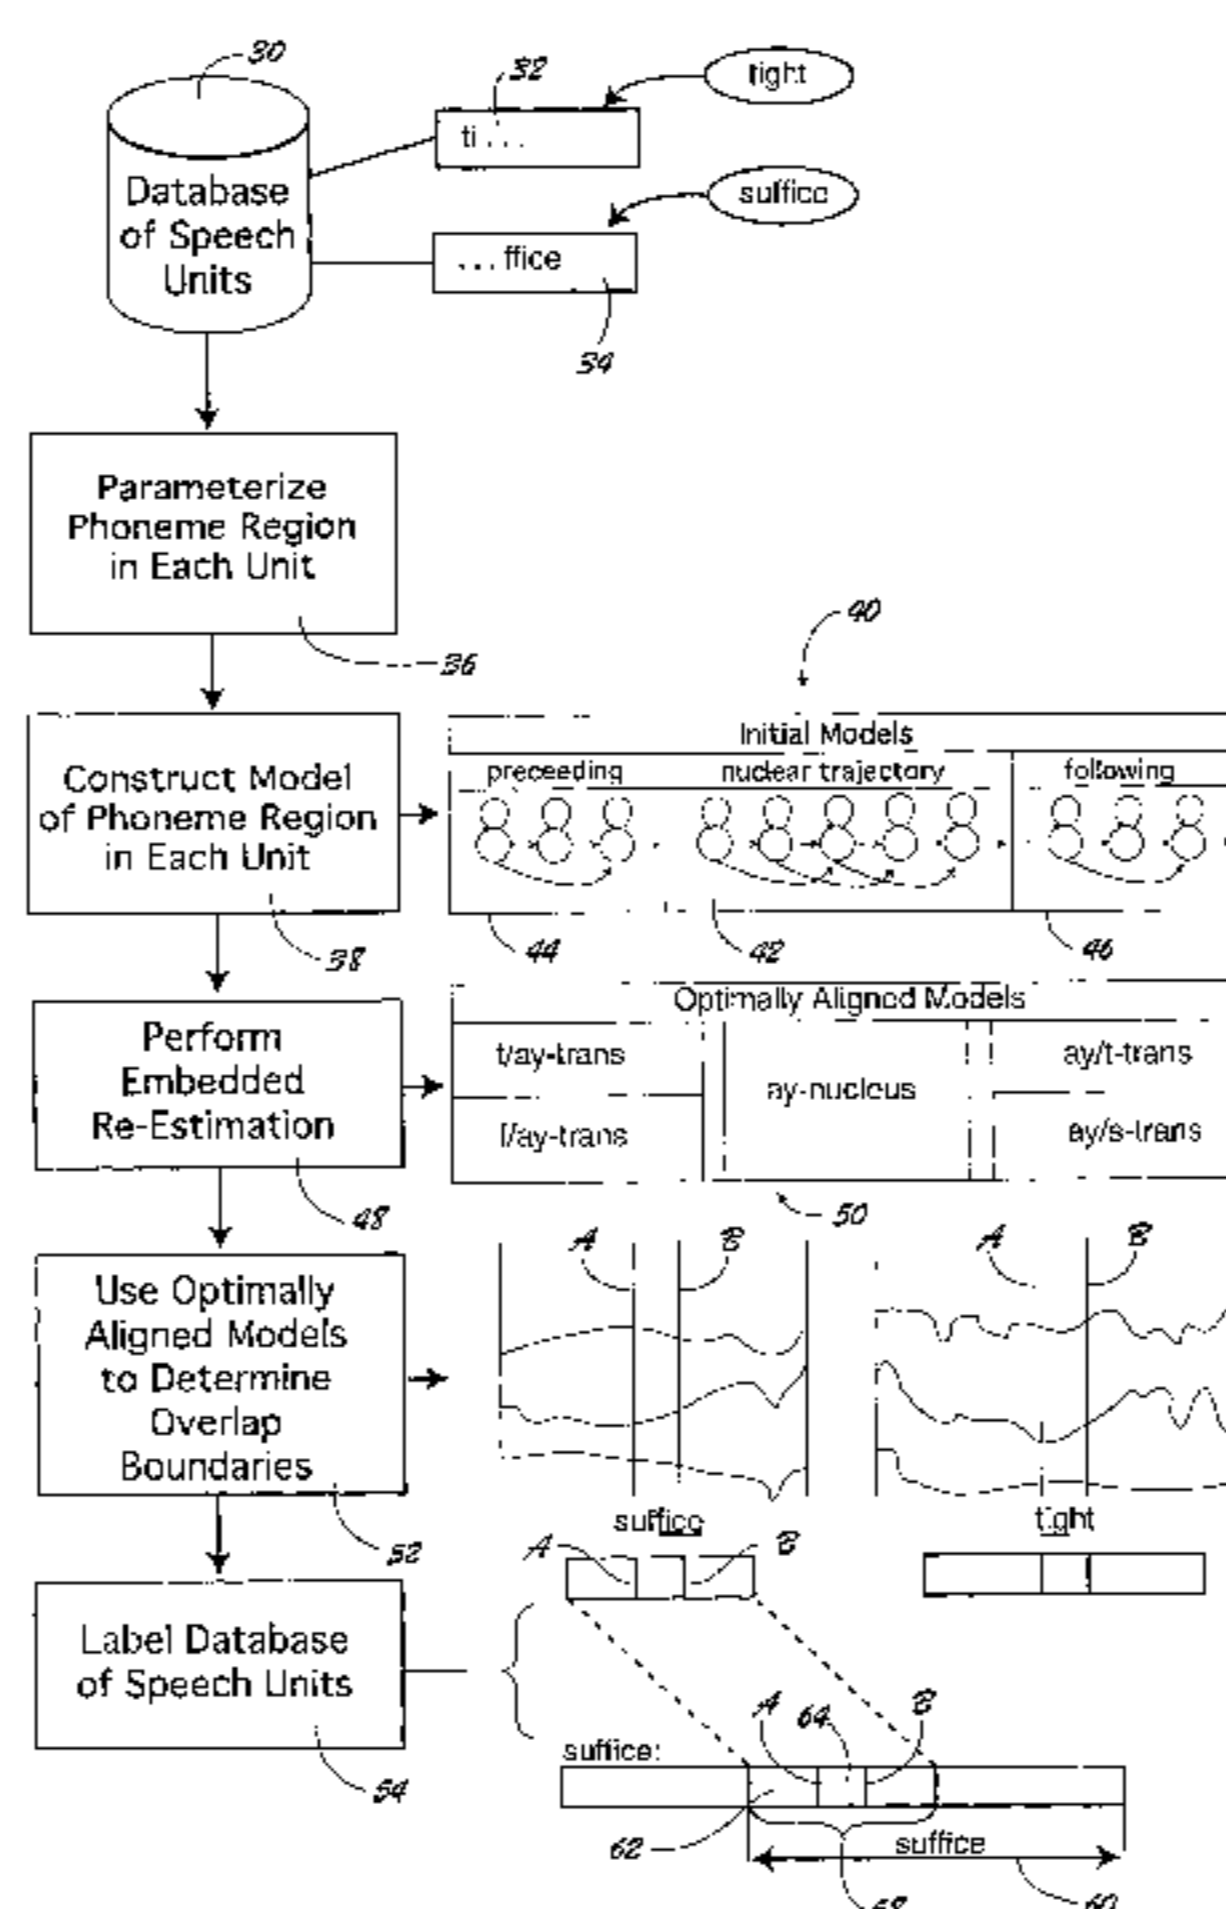 30
32
tight
Database
of Speech
Units
ti ...
suffice
... ffice
34
Parameterize
Phoneme Region
in Each Unit
36
40
Construct Model
of Phoneme Region
in Each Unit
38
Initial Models
preceeding
nuclear trajectory
following
44
42
46
Perform
Embedded
Re-Estimation
48
Optimally Aligned Models
t/ay-trans
f/ay-trans
ay-nucleus
ay/t-trans
ay/s-trans
50
Use Optimally
Aligned Models
to Determine
Overlap
Boundaries
52
A
B
A
B
suffice
tight
A
B
Label Database
of Speech Units
54
A
64
B
suffice:
62
suffice
58
60